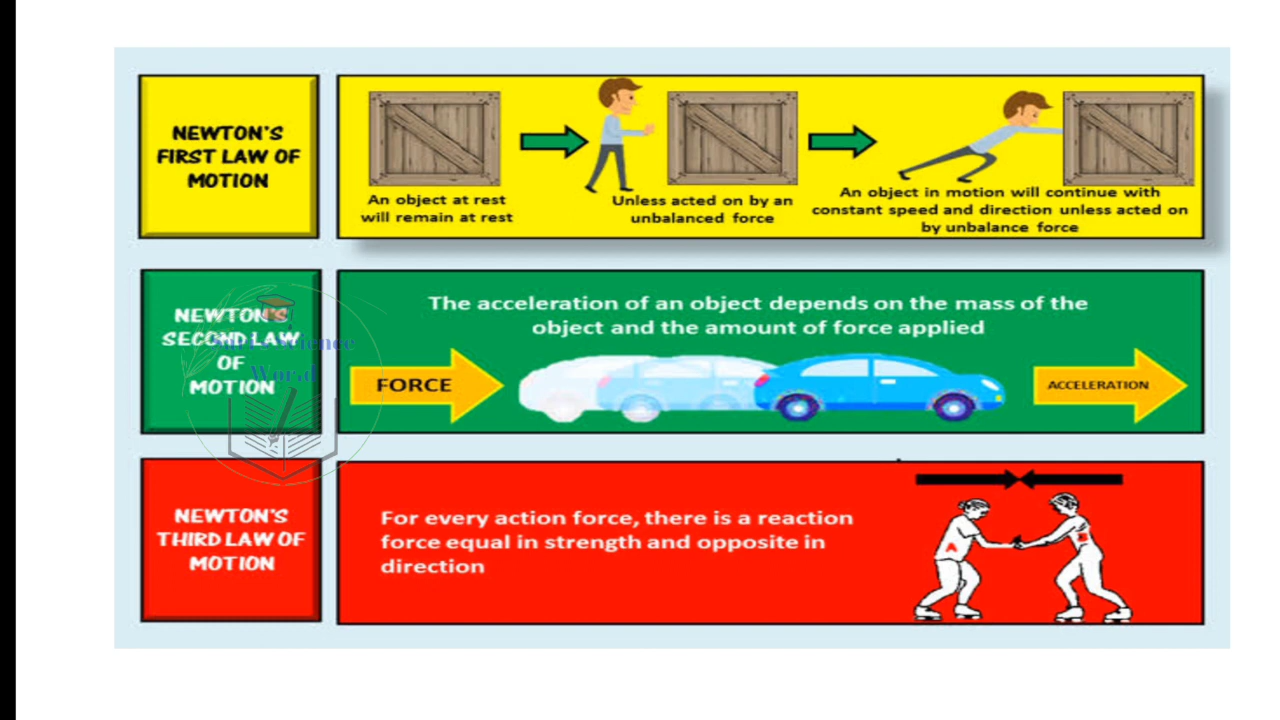 NEWTON'S
FIRST LAW OF
MOTION
An object at rest
will remain at rest
Unless acted on by an
unbalanced force
An object in motion will continue with
constant speed and direction unless acted on
by unbalance force
NEWTON'S
SECOND LAW
OF
MOTION
The acceleration of an object depends on the mass of the
object and the amount of force applied
FORCE
ACCELERATION
NEWTON'S
THIRD LAW OF
MOTION
For every action force, there is a reaction
force equal in strength and opposite in
direction
A
B